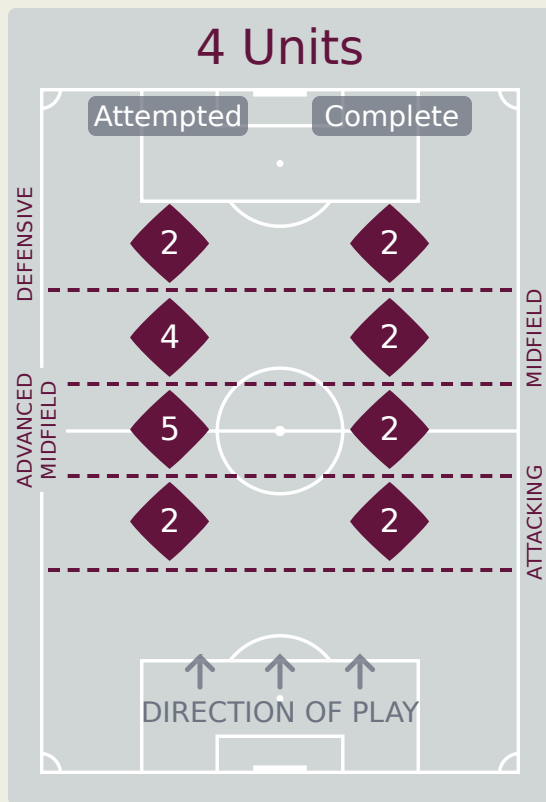 4 Units
Attempted
Complete
DEFENSIVE
2
2
MIDFIELD
4
2
ADVANCED
MIDFIELD
5
2
ATTACKING
2
2
DIRECTION OF PLAY